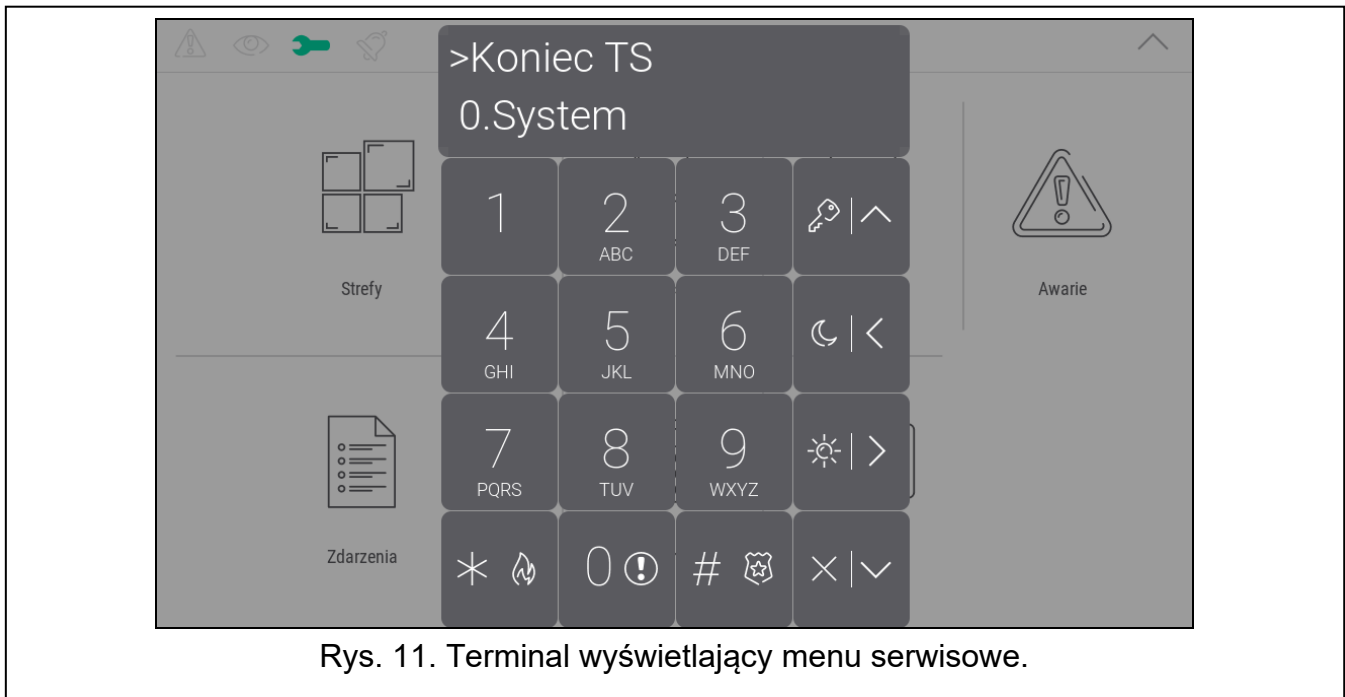 >Koniec TS
0.System
1
2
3
ABC
DEF
Strefy
Awarie
4
5
6
GHI
JKL
MNO
7
8
9
PQRS
TUV
WXYZ
Zdarzenia
* 0 #
Rys. 11. Terminal wyświetlający menu serwisowe.